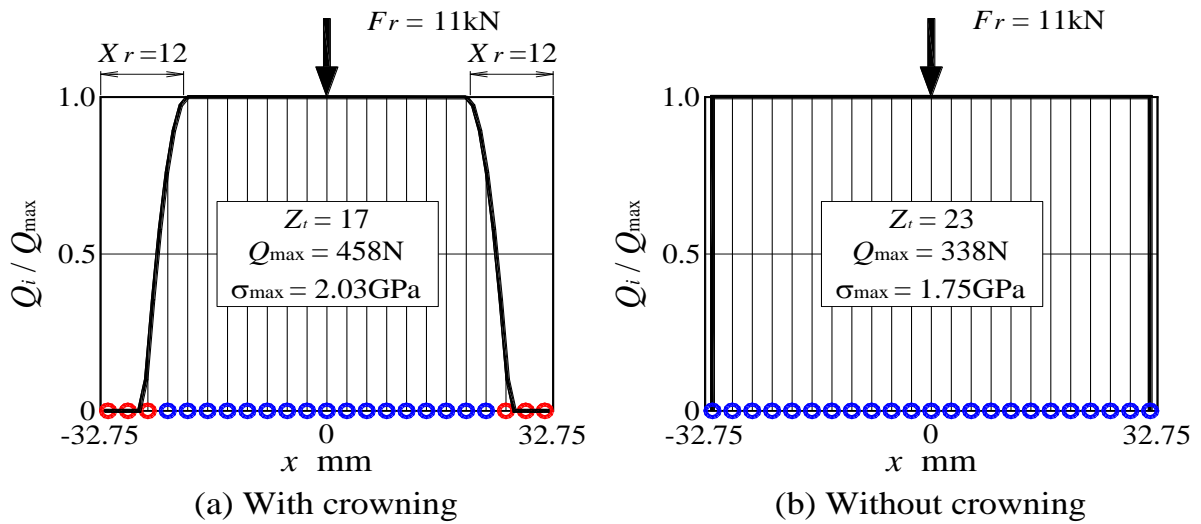 Fr = 11kN
Xr=12
Xr=12
1.0
Zt = 17
Qmax = 458N
σmax = 2.03GPa
0.5
Qi / Qmax
0
-32.75
0
32.75
x mm
(a) With crowning
Fr = 11kN
1.0
Zt = 23
Qmax = 338N
σmax = 1.75GPa
0.5
Qi / Qmax
0
-32.75
0
32.75
x mm
(b) Without crowning